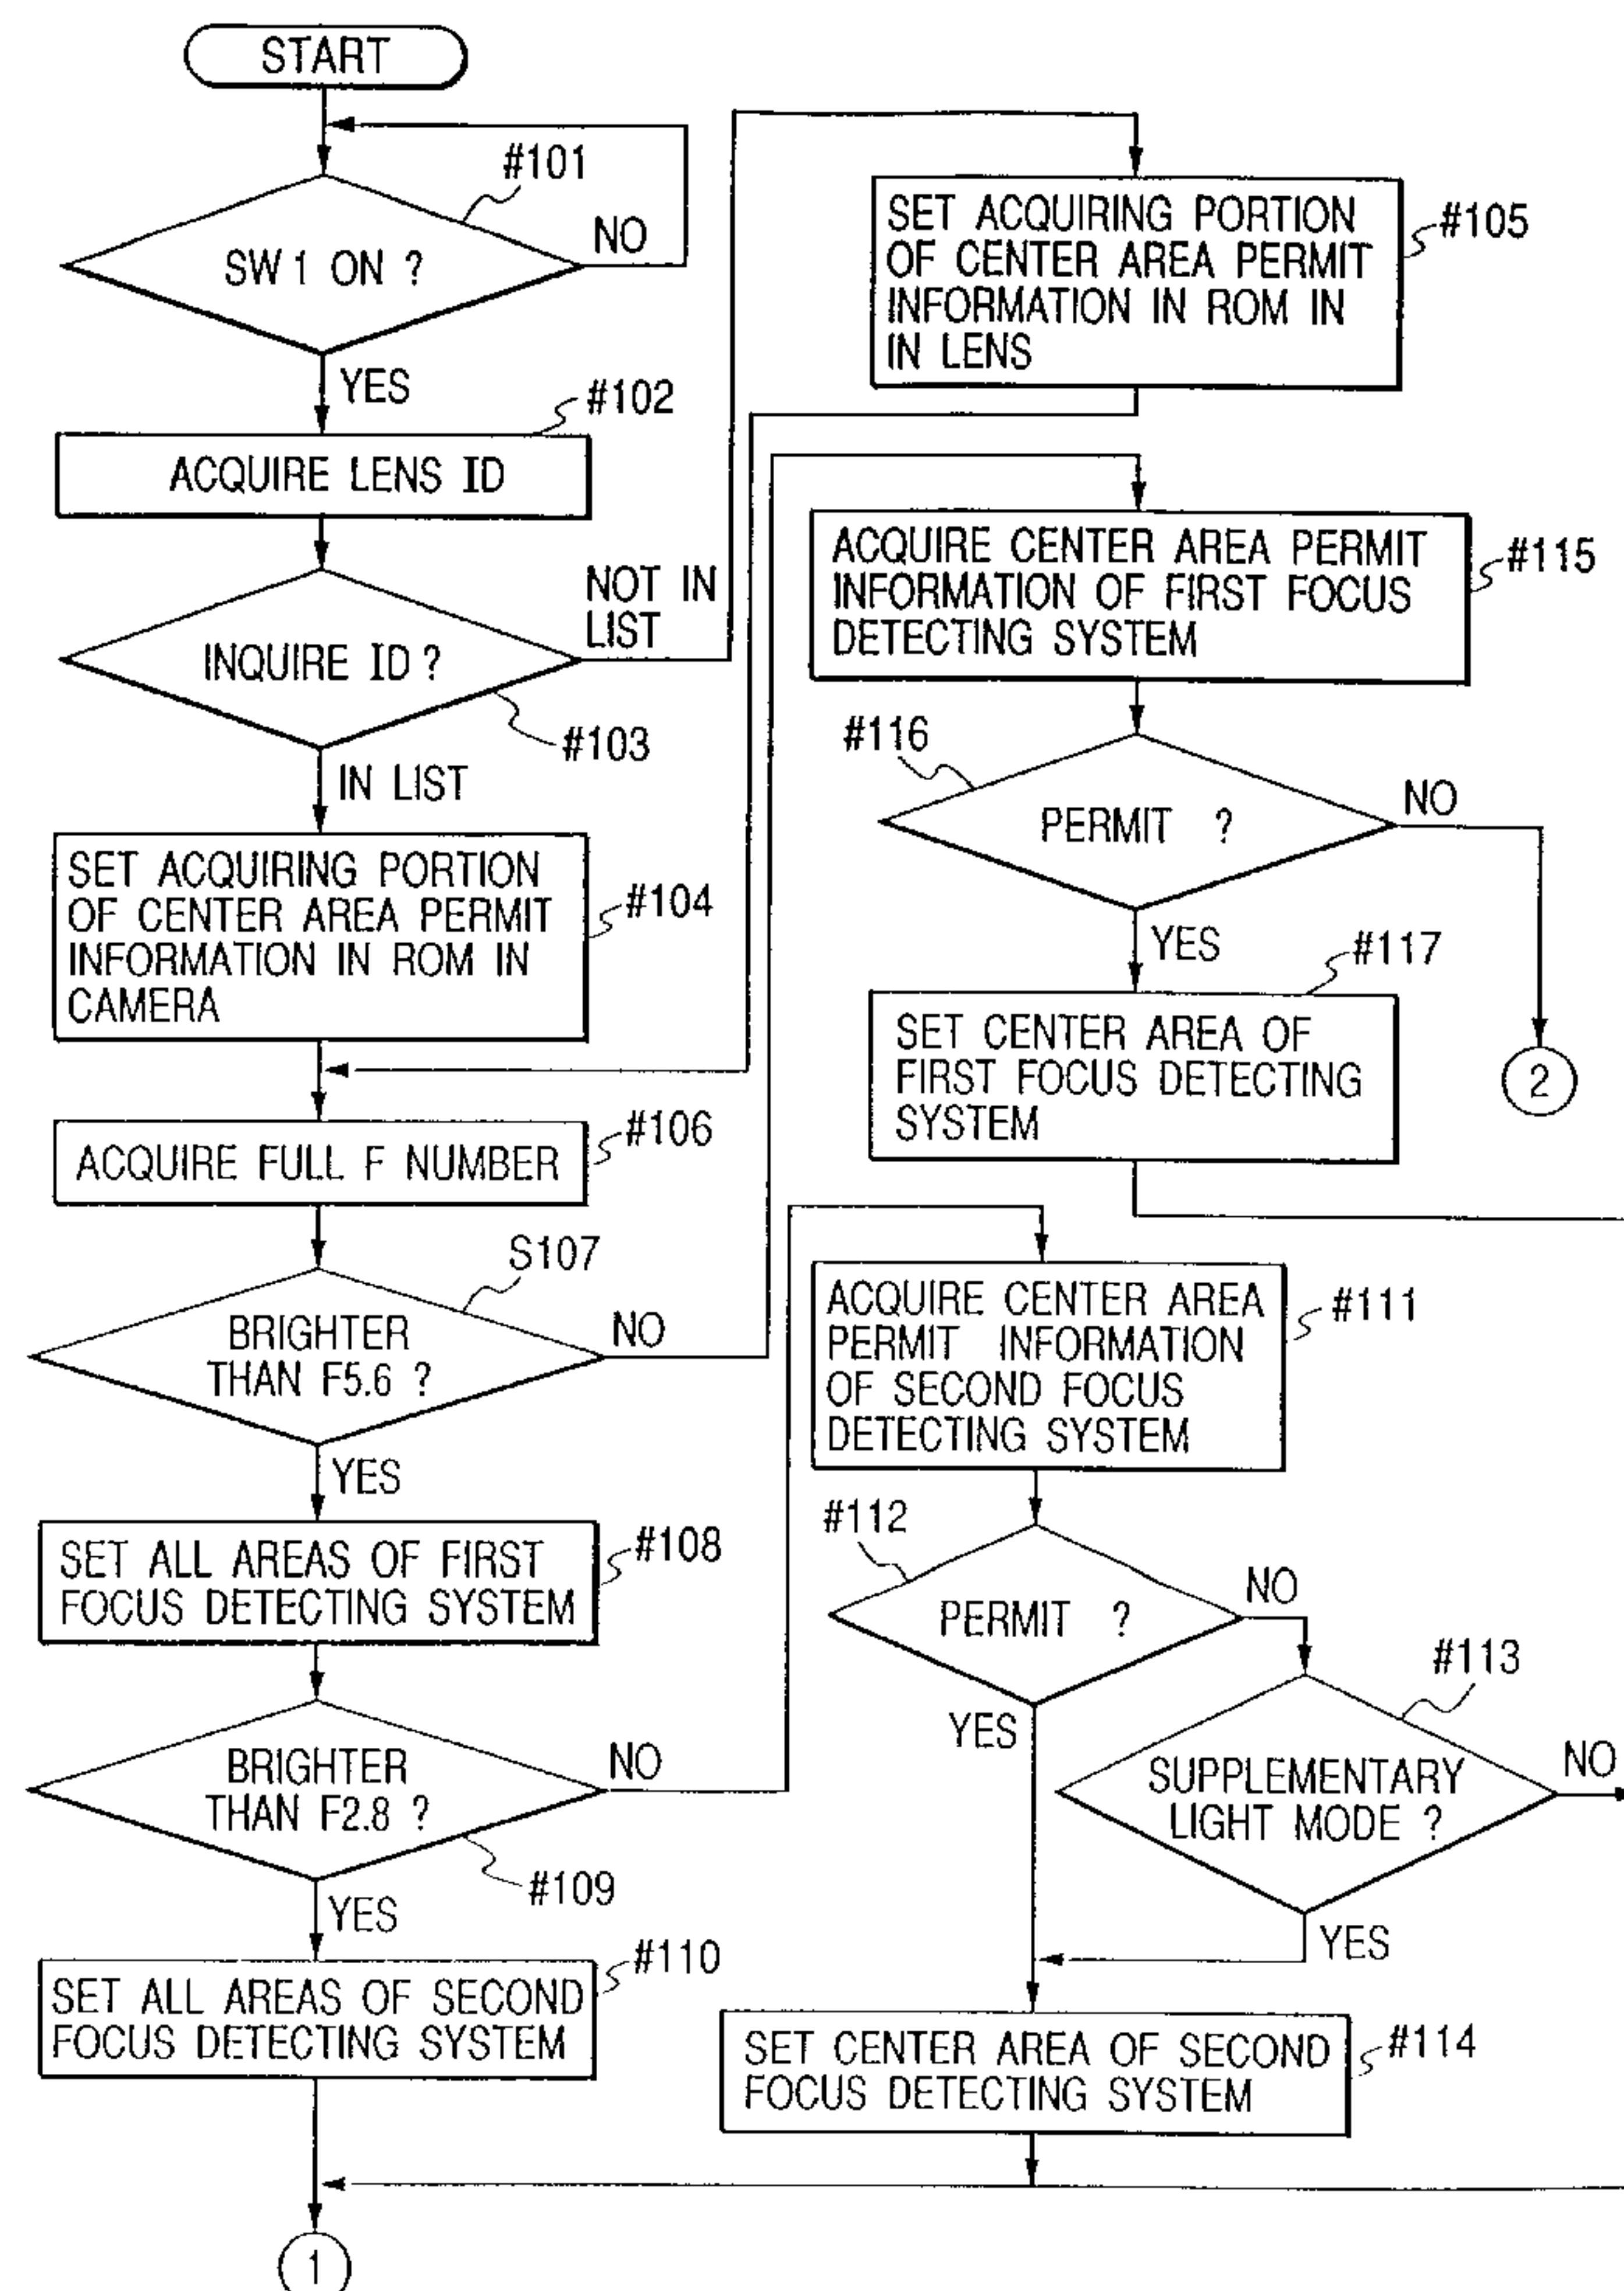 START
#101
SW 1 ON ?
NO
YES
#102
ACQUIRE LENS ID
NOT IN
LIST
INQUIRE ID ?
#103
IN LIST
SET ACQUIRING PORTION
OF CENTER AREA PERMIT
INFORMATION IN ROM IN
CAMERA
#104
SET ACQUIRING PORTION
OF CENTER AREA PERMIT
INFORMATION IN ROM IN
IN LENS
#105
ACQUIRE FULL F NUMBER
#106
S107
BRIGHTER
THAN F5.6 ?
NO
YES
SET ALL AREAS OF FIRST
FOCUS DETECTING SYSTEM
#108
BRIGHTER
THAN F2.8 ?
NO
#109
YES
SET ALL AREAS OF SECOND
FOCUS DETECTING SYSTEM
#110
1
ACQUIRE CENTER AREA PERMIT
INFORMATION OF FIRST FOCUS
DETECTING SYSTEM
#115
#116
PERMIT ?
NO
YES
#117
SET CENTER AREA OF
FIRST FOCUS DETECTING
SYSTEM
2
ACQUIRE CENTER AREA
PERMIT INFORMATION
OF SECOND FOCUS
DETECTING SYSTEM
#111
#112
PERMIT ?
NO
YES
#113
SUPPLEMENTARY
LIGHT MODE ?
NO
YES
SET CENTER AREA OF SECOND
FOCUS DETECTING SYSTEM
#114